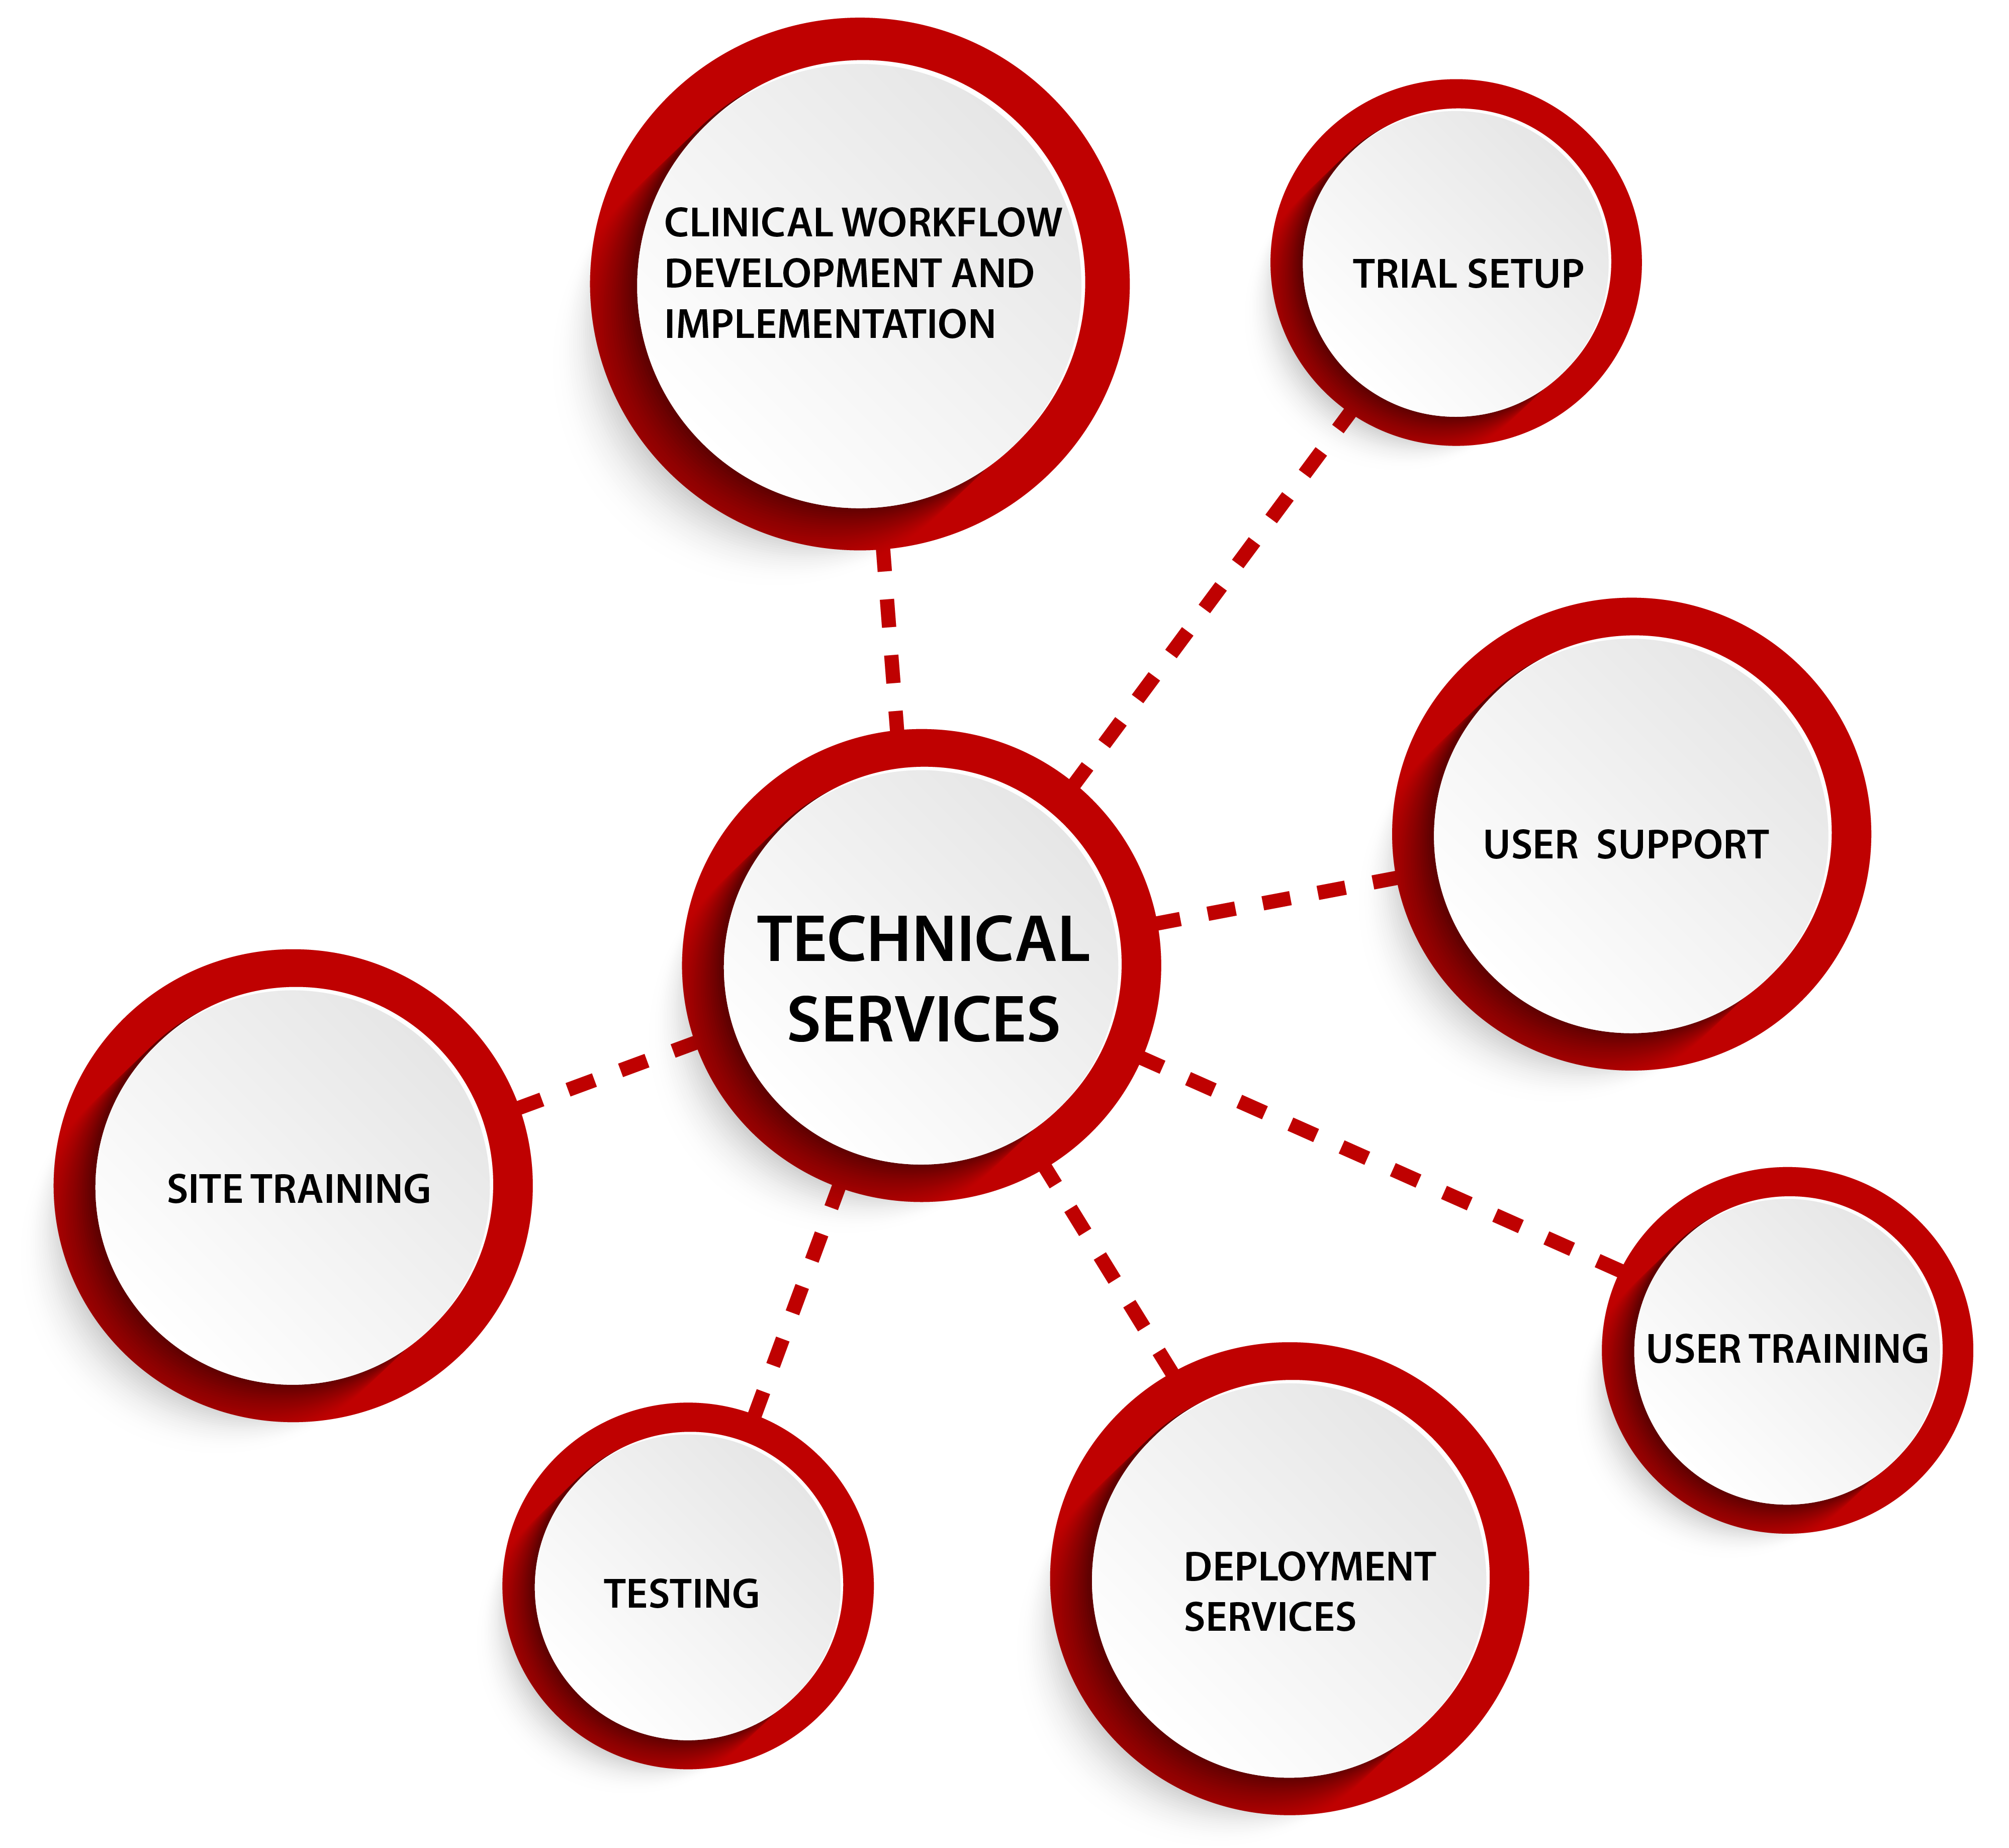 CLINICAL WORKFLOW
DEVELOPMENT AND
IMPLEMENTATION
TRIAL SETUP
USER SUPPORT
TECHNICAL
SERVICES
SITE TRAINING
USER TRAINING
TESTING
DEPLOYMENT
SERVICES